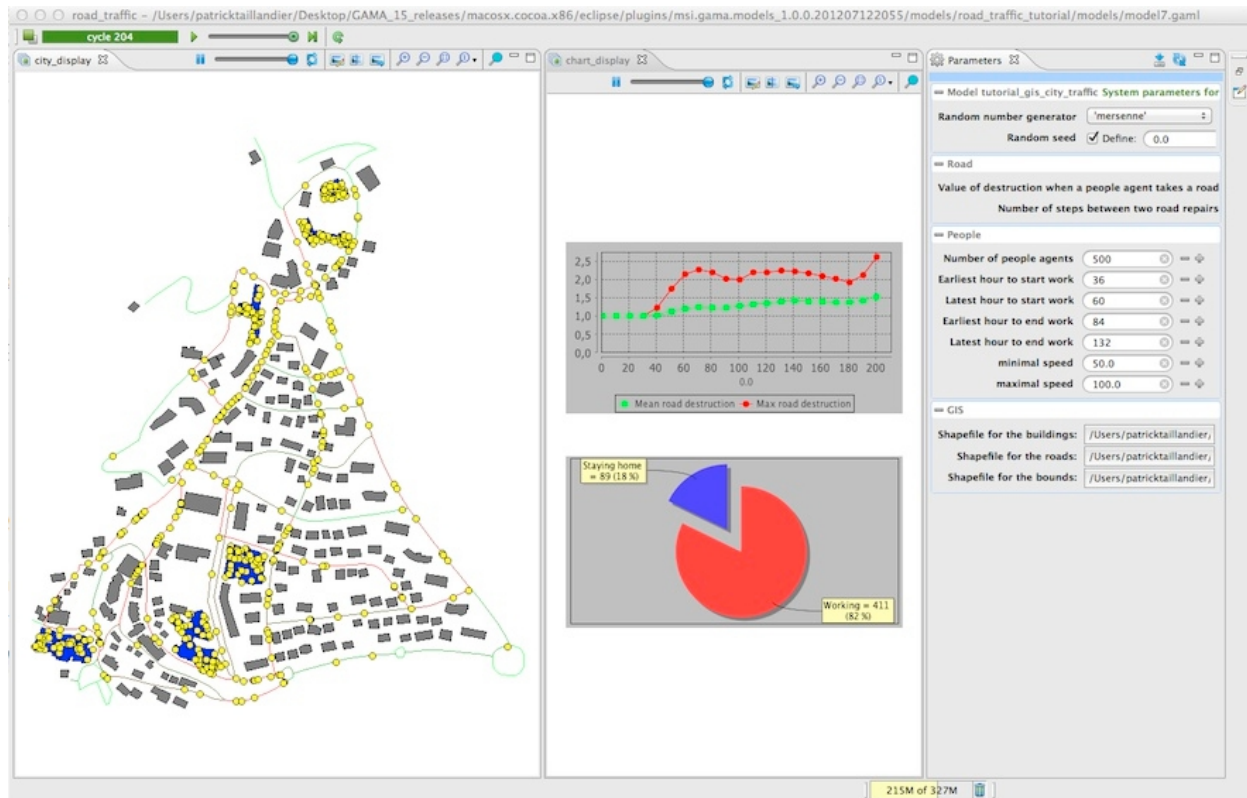 road_traffic - /Users/patricktaillandier/Desktop/GAMA_15_releases/macosx.cocoa.x86/eclipse/plugins/msi.gama.models_1.0.0.201207122055/models/road_traffic_tutorial/models/model7.gaml
cycle 204
city_display
chart_display
2,5
2,0
1,5
1,0
0,5
0,0
0 20 40 60 80 100 120 140 160 180 200
0.0
Mean road destruction Max road destruction
Staying home
= 89 (18 %)
Working = 411
(82 %)
Parameters
Model tutorial_gis_city_traffic System parameters for
Random number generator 'mersenne'
Random seed Define: 0.0
Road
Value of destruction when a people agent takes a road
Number of steps between two road repairs
People
Number of people agents 500
Earliest hour to start work 36
Latest hour to start work 60
Earliest hour to end work 84
Latest hour to end work 132
minimal speed 50.0
maximal speed 100.0
GIS
Shapefile for the buildings: /Users/patricktaillandier/
Shapefile for the roads: /Users/patricktaillandier/
Shapefile for the bounds: /Users/patricktaillandier/
215M of 327M